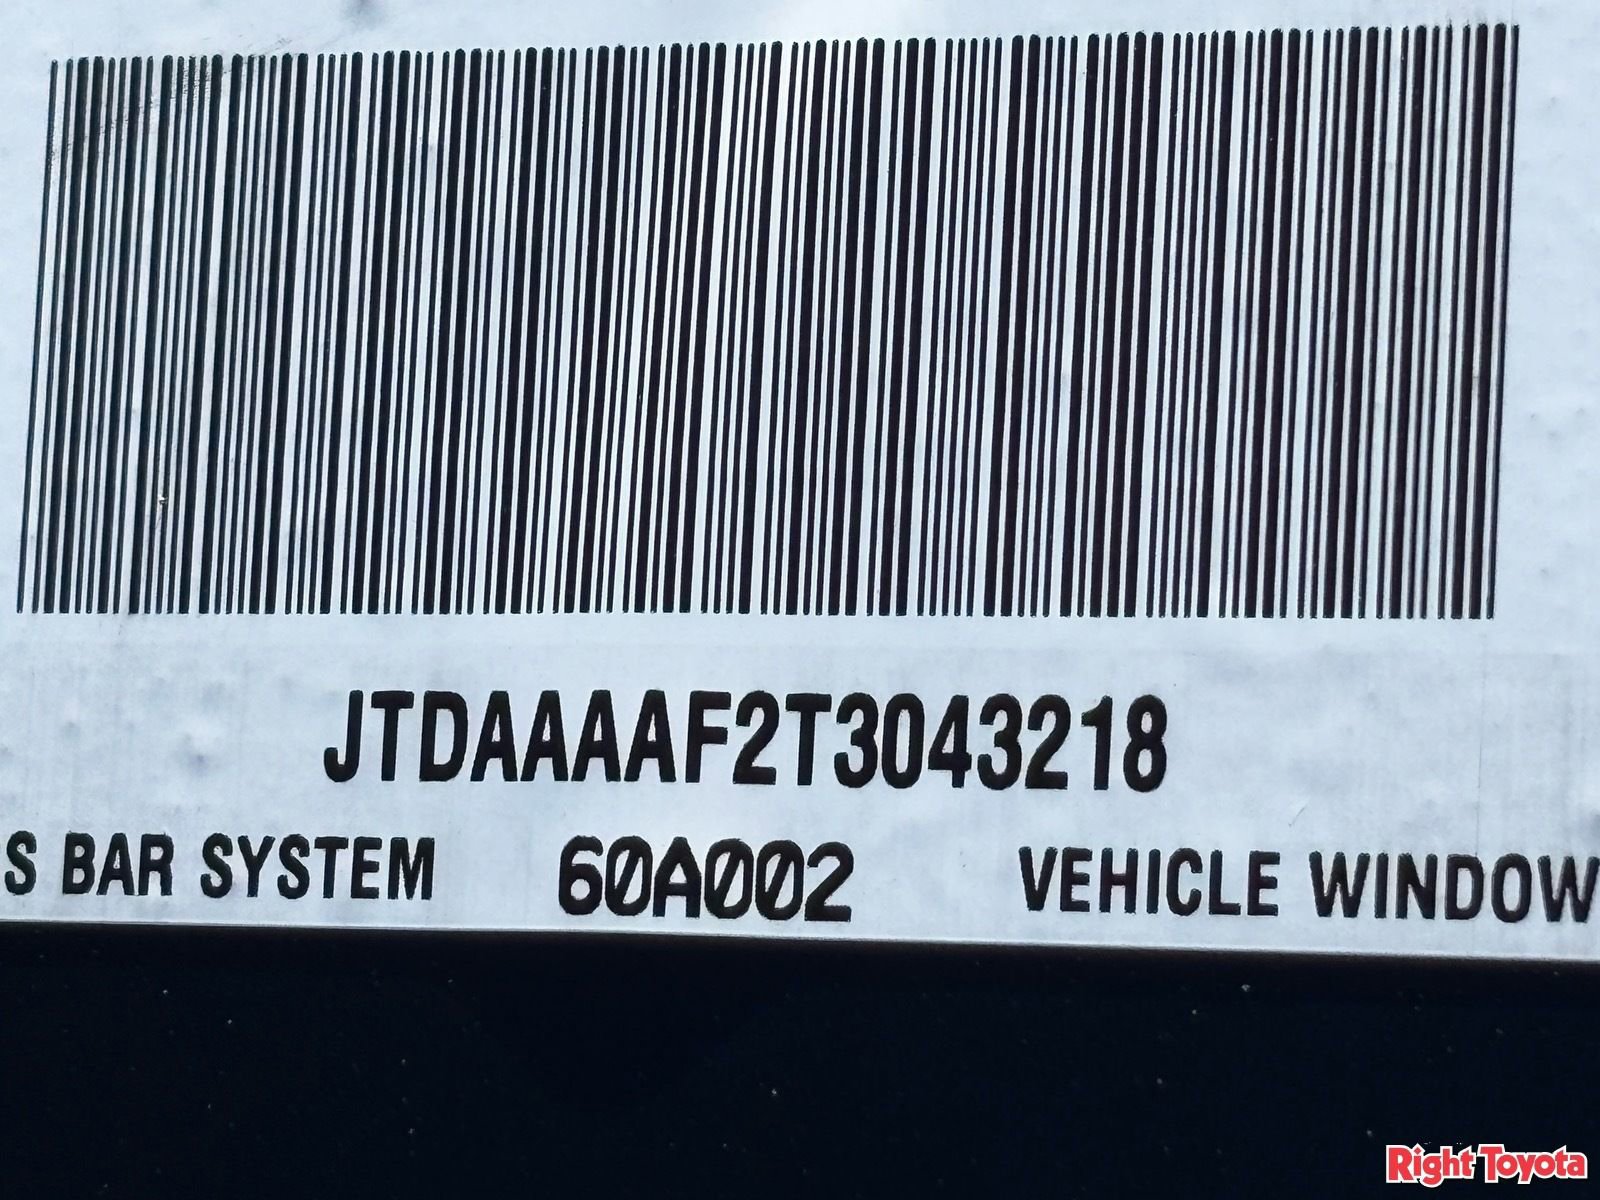 JTDAAAAF2T3043218
S BAR SYSTEM 60A002 VEHICLE WINDOW
Right Toyota